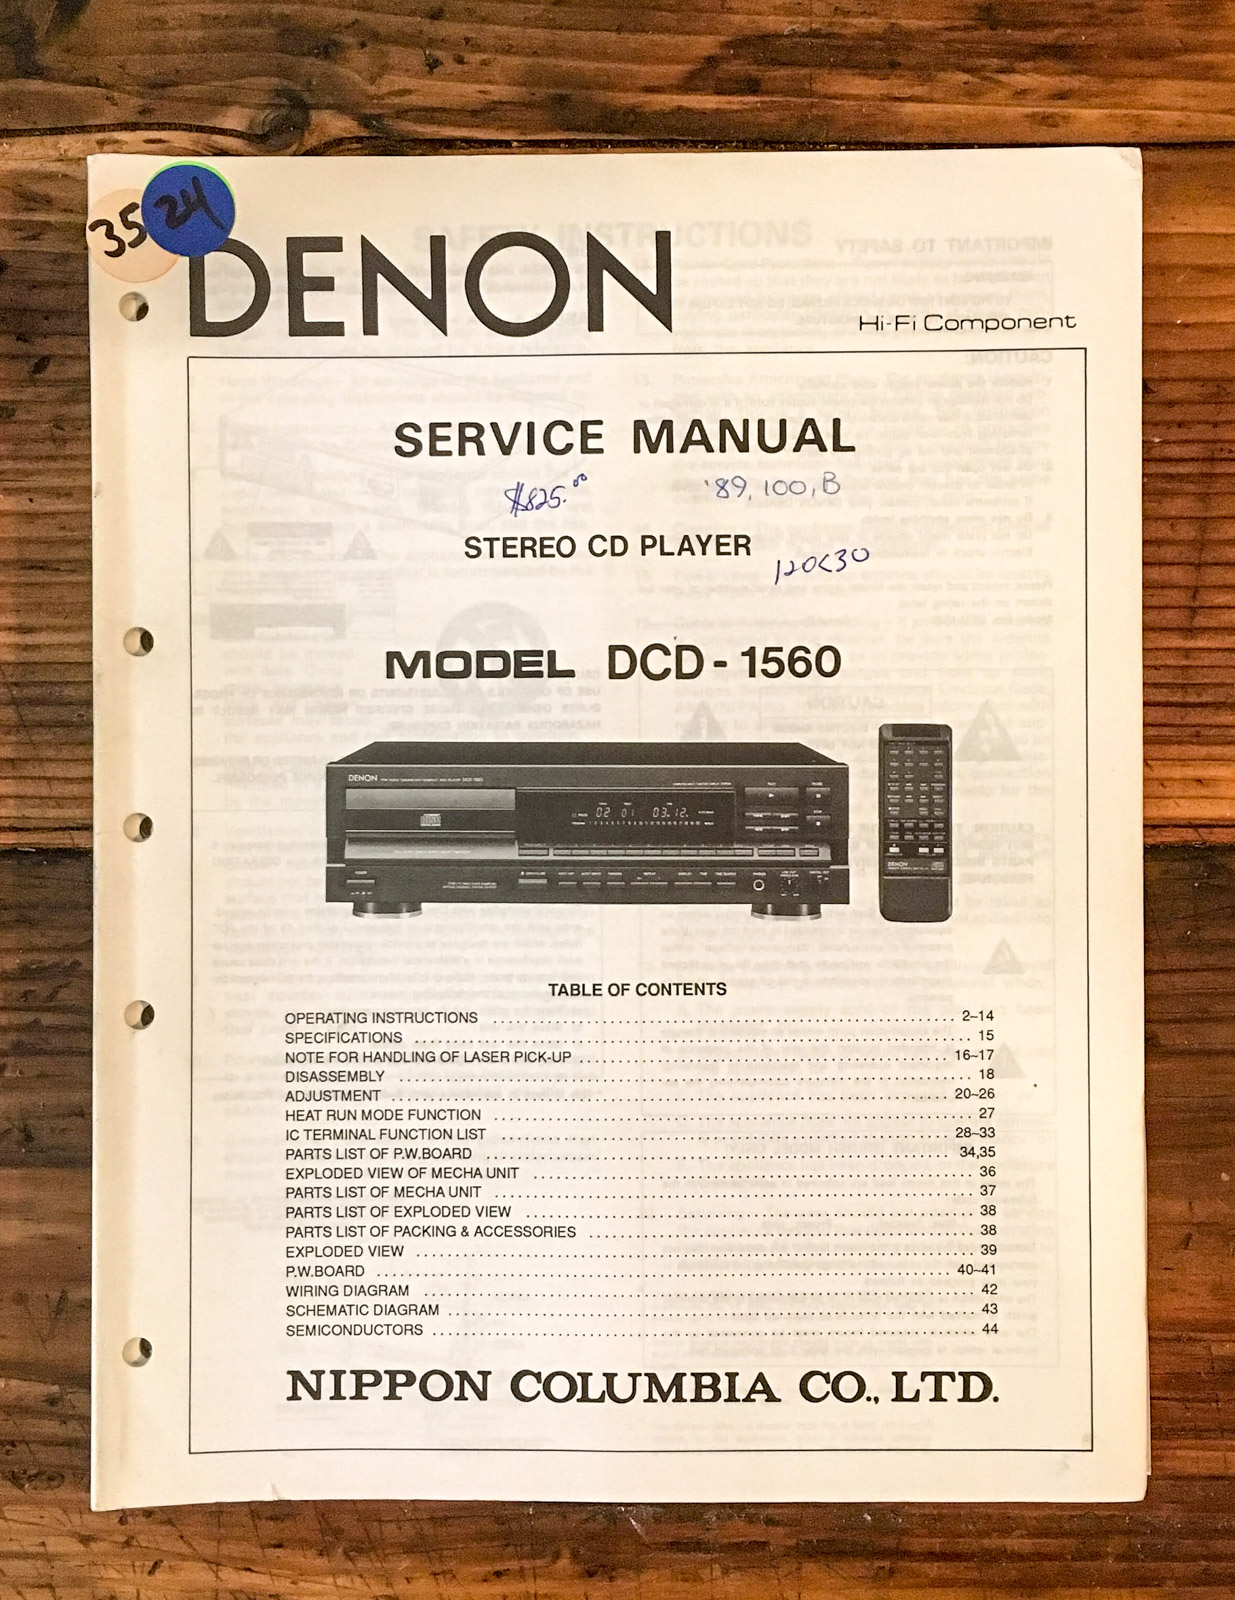 35
24
DENON
Hi-Fi Component
SERVICE MANUAL
$825.00
'89, 100, B
STEREO CD PLAYER
120<30
MODEL DCD-1560
DENON
02 01 03 12
DENON
TABLE OF CONTENTS
OPERATING INSTRUCTIONS .......... 2~14
SPECIFICATIONS .......... 15
NOTE FOR HANDLING OF LASER PICK-UP .......... 16~17
DISASSEMBLY .......... 18
ADJUSTMENT .......... 20~26
HEAT RUN MODE FUNCTION .......... 27
IC TERMINAL FUNCTION LIST .......... 28~33
PARTS LIST OF P.W.BOARD .......... 34,35
EXPLODED VIEW OF MECHA UNIT .......... 36
PARTS LIST OF MECHA UNIT .......... 37
PARTS LIST OF EXPLODED VIEW .......... 38
PARTS LIST OF PACKING & ACCESSORIES .......... 38
EXPLODED VIEW .......... 39
P.W.BOARD .......... 40~41
WIRING DIAGRAM .......... 42
SCHEMATIC DIAGRAM .......... 43
SEMICONDUCTORS .......... 44
NIPPON COLUMBIA CO., LTD.